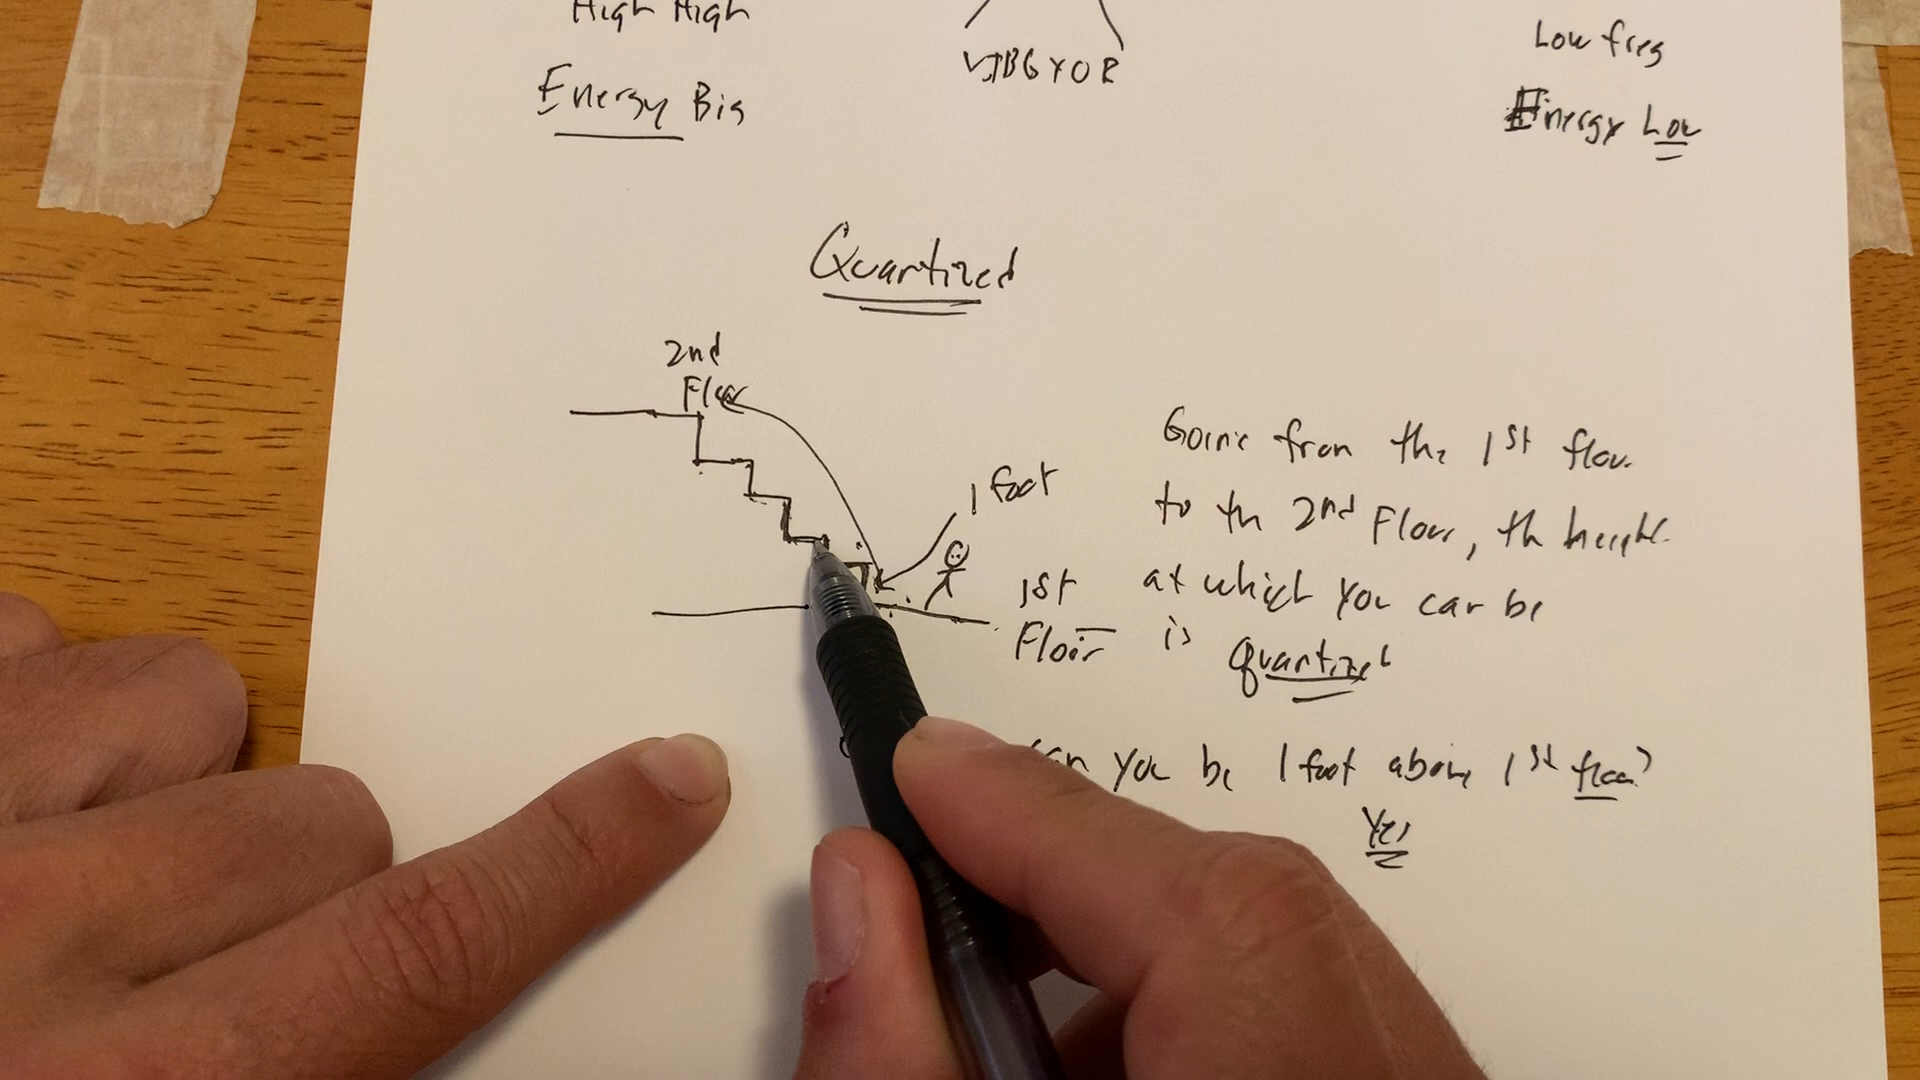 High High
VIBGYOR
Low freq
Energy Big
Energy Low
Quantized
2nd
Floor
1 foot
1st
Floor
Going from the 1st floor
to the 2nd Floor, the height
at which you can be
is quantized
can you be 1 foot above 1st floor?
Yes